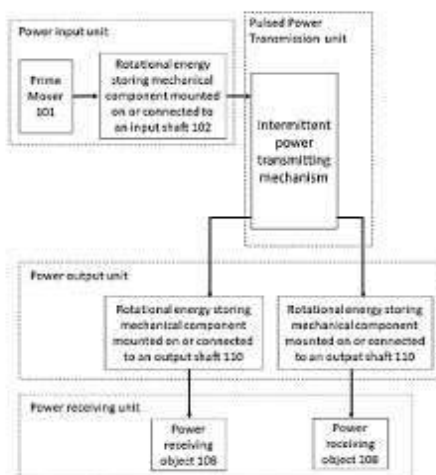 Power input unit
Pulsed Power
Transmission unit
Prime
Mover
101
Rotational energy
storing mechanical
component mounted
on or connected to
an input shaft 102
Intermittent
power
transmitting
mechanism
Power output unit
Rotational energy storing
mechanical component
mounted on or connected
to an output shaft 110
Rotational energy storing
mechanical component
mounted on or connected
to an output shaft 110
Power receiving unit
Power
receiving
object 108
Power
receiving
object 108